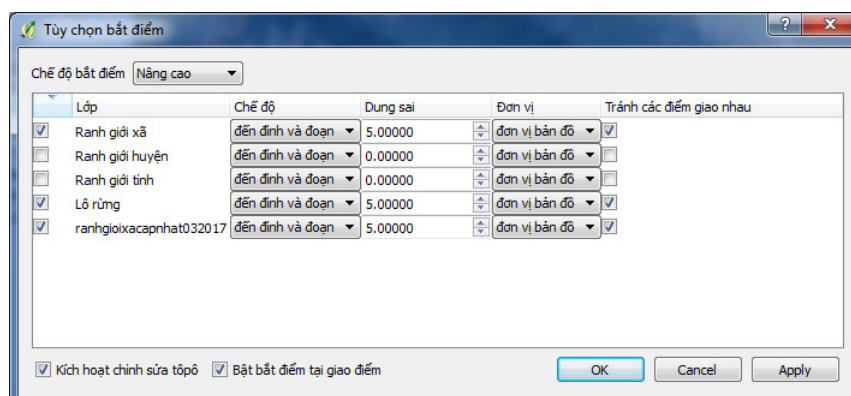 Tùy chọn bắt điểm
Chế độ bắt điểm Nâng cao
Lớp Chế độ Dung sai Đơn vị Tránh các điểm giao nhau
Ranh giới xã đến đỉnh và đoạn 5.00000 đơn vị bản đồ
Ranh giới huyện đến đỉnh và đoạn 0.00000 đơn vị bản đồ
Ranh giới tỉnh đến đỉnh và đoạn 0.00000 đơn vị bản đồ
Lô rừng đến đỉnh và đoạn 5.00000 đơn vị bản đồ
ranhgioixacapnhat032017 đến đỉnh và đoạn 5.00000 đơn vị bản đồ
Kích hoạt chỉnh sửa tôpô Bật bắt điểm tại giao điểm OK Cancel Apply